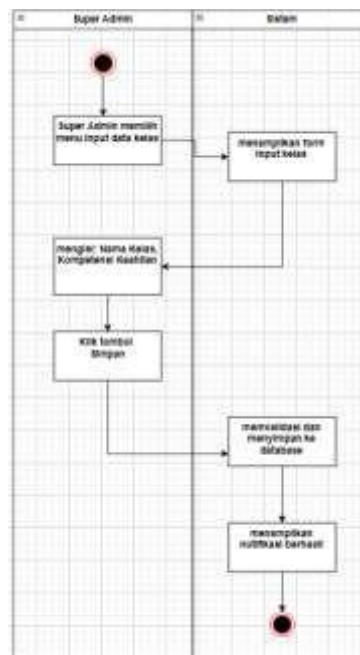 Super Admin
Sistem
Super Admin memilih
menu input data kelas
menampilkan form
input kelas
mengisi: Nama Kelas,
Kompetensi Keahlian
Klik tombol
Simpan
memvalidasi dan
menyimpan ke
database
menampilkan
notifikasi berhasil